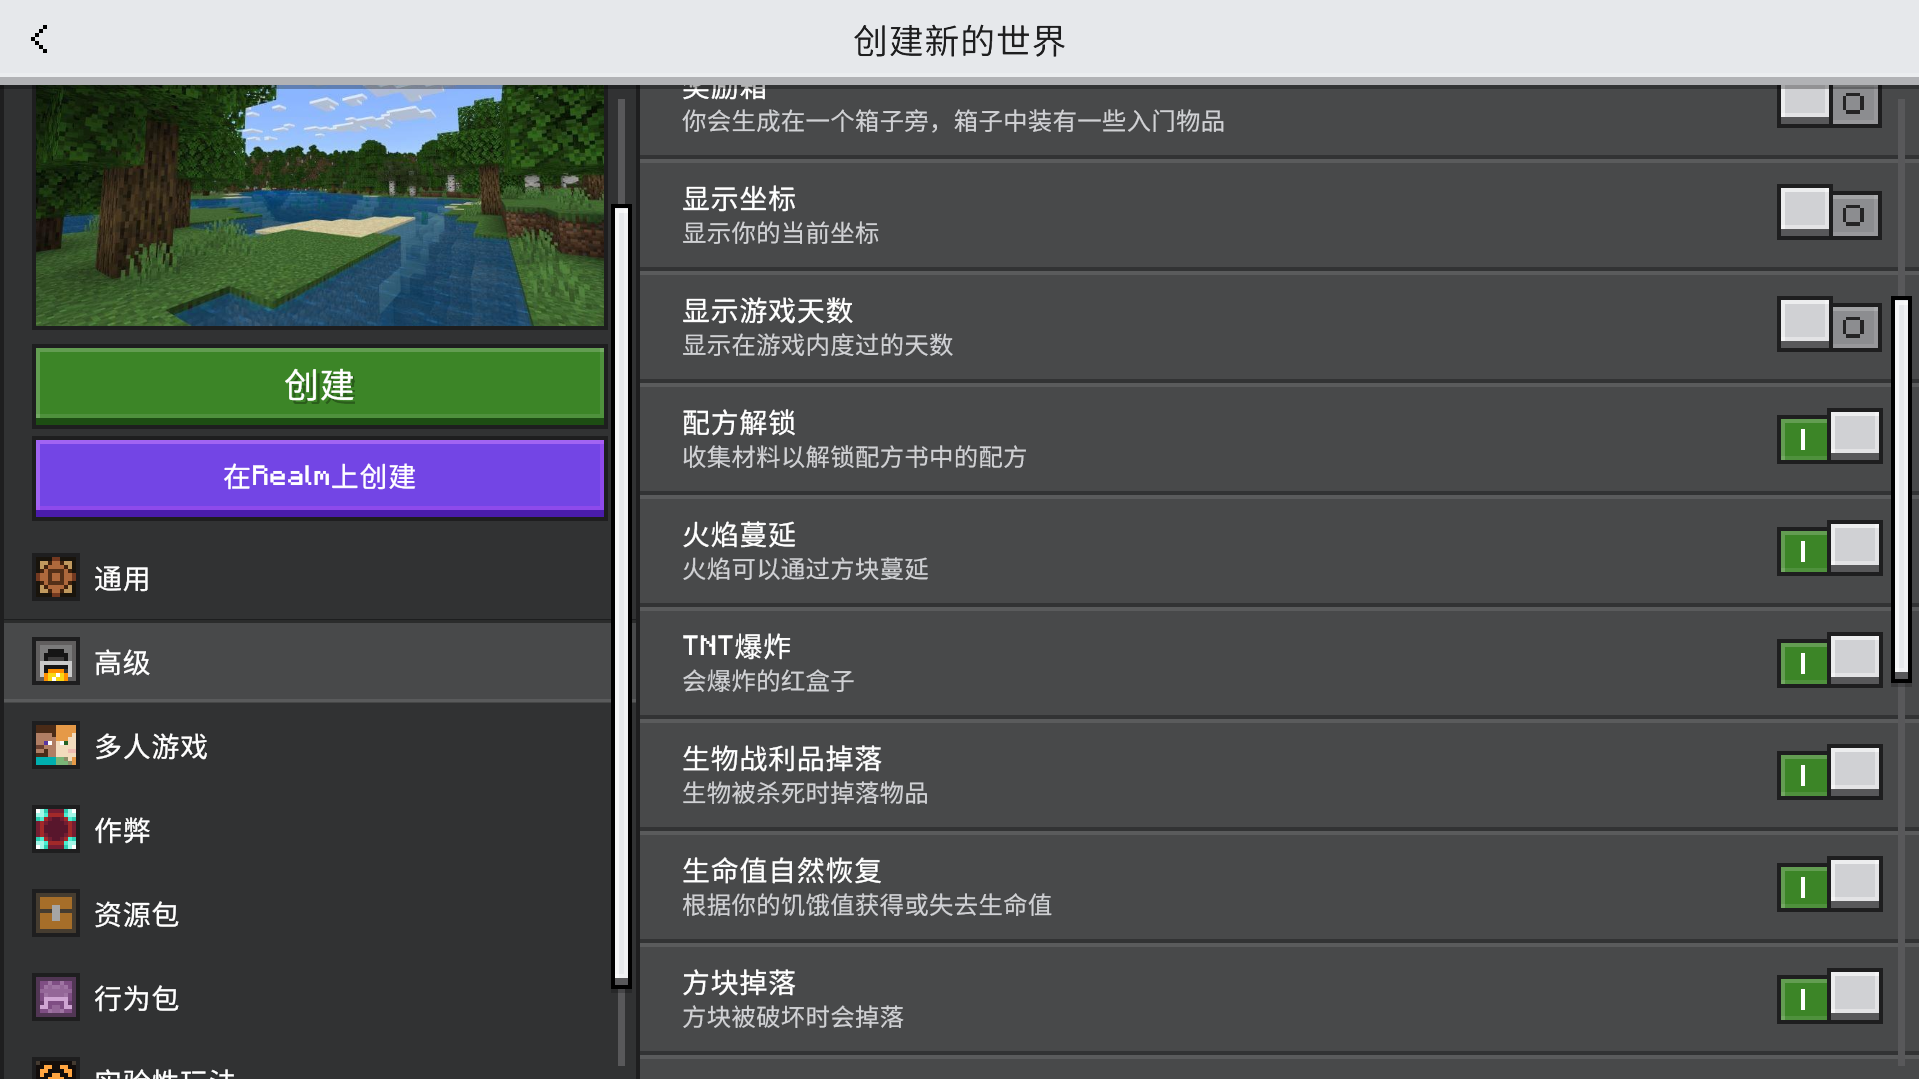 创建新的世界
创建
在Realm上创建
通用
高级
多人游戏
作弊
资源包
行为包
实验性玩法
奖励箱
你会生成在一个箱子旁，箱子中装有一些入门物品
显示坐标
显示你的当前坐标
显示游戏天数
显示在游戏内度过的天数
配方解锁
收集材料以解锁配方书中的配方
火焰蔓延
火焰可以通过方块蔓延
TNT爆炸
会爆炸的红盒子
生物战利品掉落
生物被杀死时掉落物品
生命值自然恢复
根据你的饥饿值获得或失去生命值
方块掉落
方块被破坏时会掉落